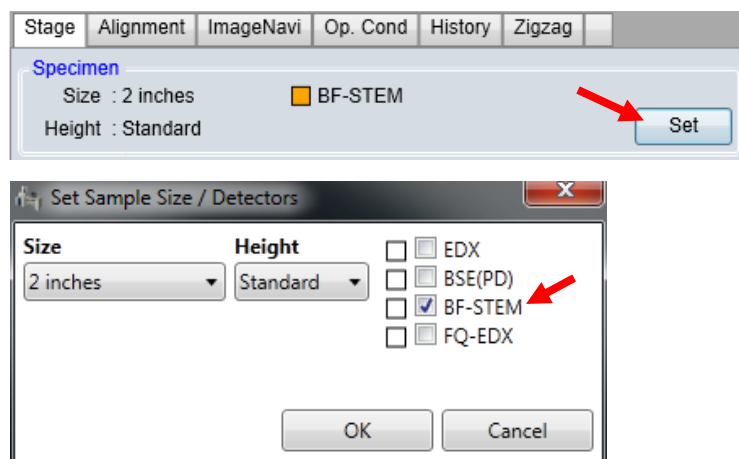 Stage Alignment ImageNavi Op. Cond History Zigzag
Specimen
Size : 2 inches BF-STEM
Height : Standard Set
Set Sample Size / Detectors x
Size Height EDX
2 inches Standard BSE(PD)
BF-STEM
FQ-EDX
OK Cancel